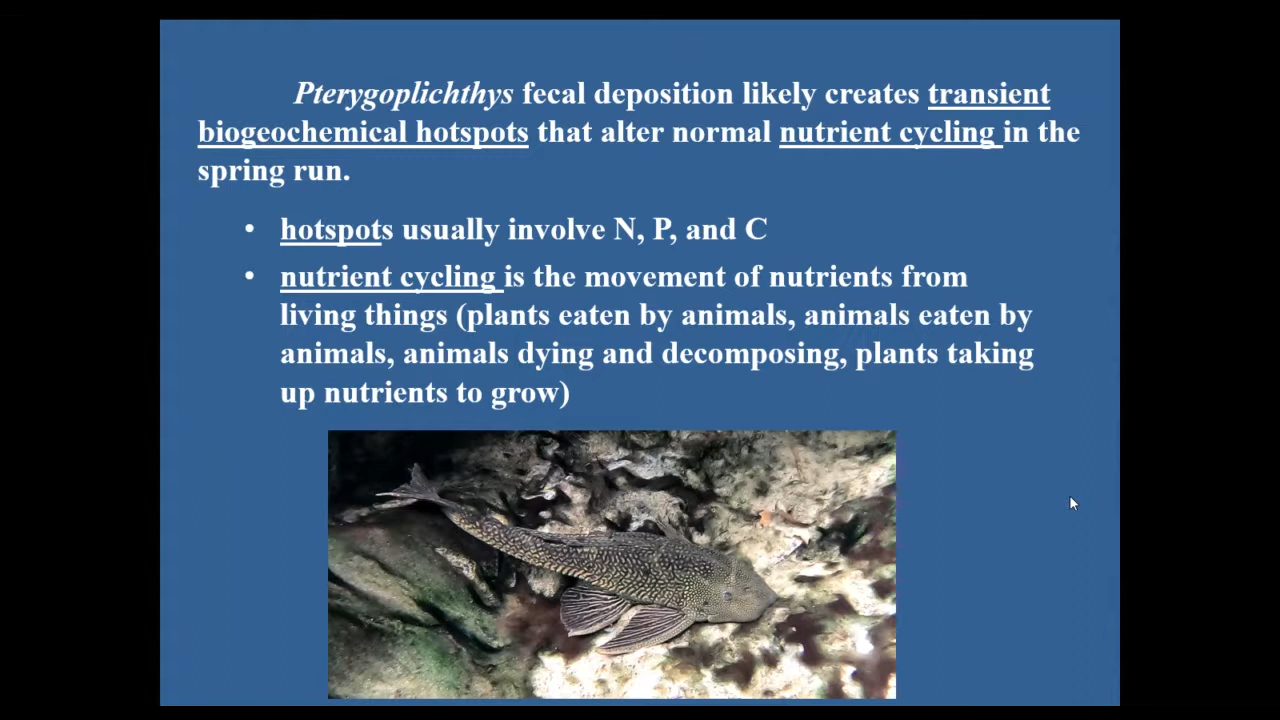 Pterygoplichthys fecal deposition likely creates transient
biogeochemical hotspots that alter normal nutrient cycling in the
spring run.
• hotspots usually involve N, P, and C
• nutrient cycling is the movement of nutrients from
living things (plants eaten by animals, animals eaten by
animals, animals dying and decomposing, plants taking
up nutrients to grow)